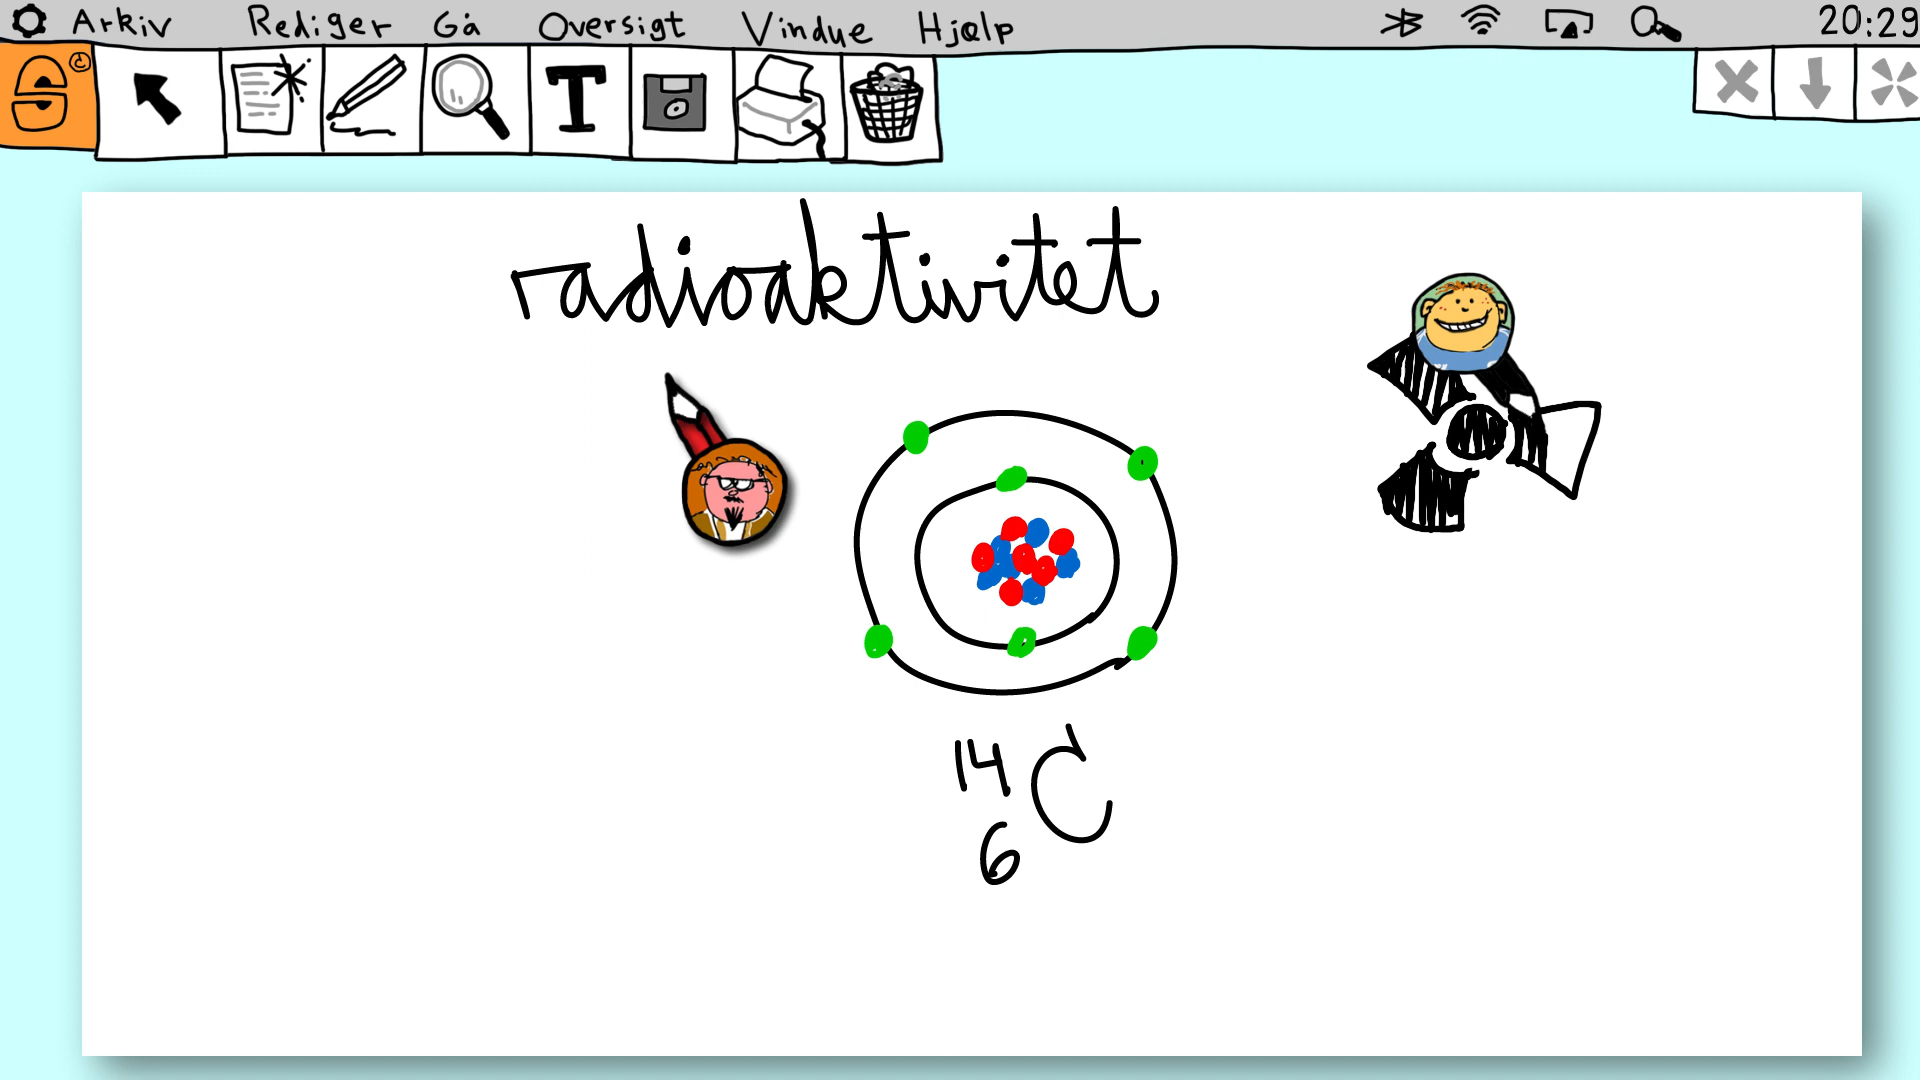 Arkiv Rediger Gå Oversigt Vindue Hjælp 20:29
T
radioaktivitet
14
C
6